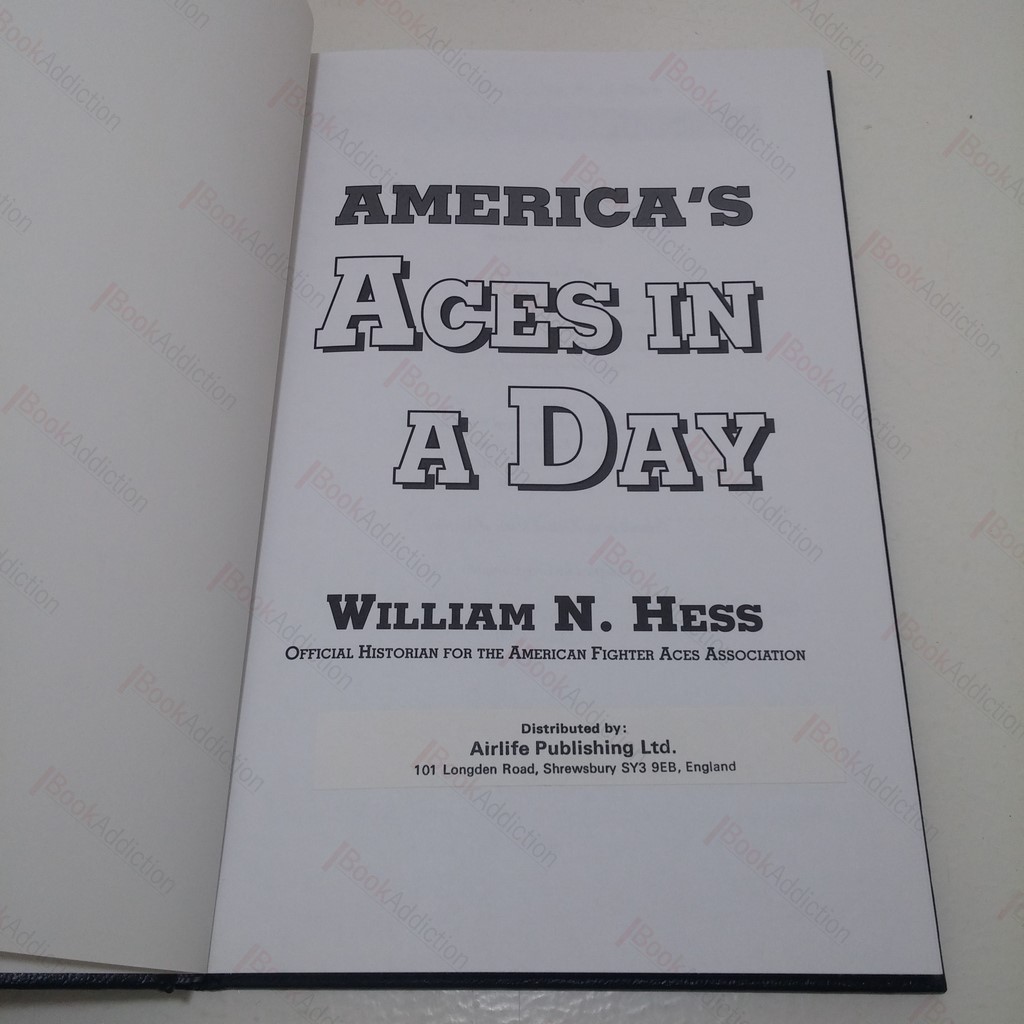 AMERICA'S
ACES IN
A DAY
WILLIAM N. HESS
OFFICIAL HISTORIAN FOR THE AMERICAN FIGHTER ACES ASSOCIATION
Distributed by:
Airlife Publishing Ltd.
101 Longden Road, Shrewsbury SY3 9EB, England
BookAddiction